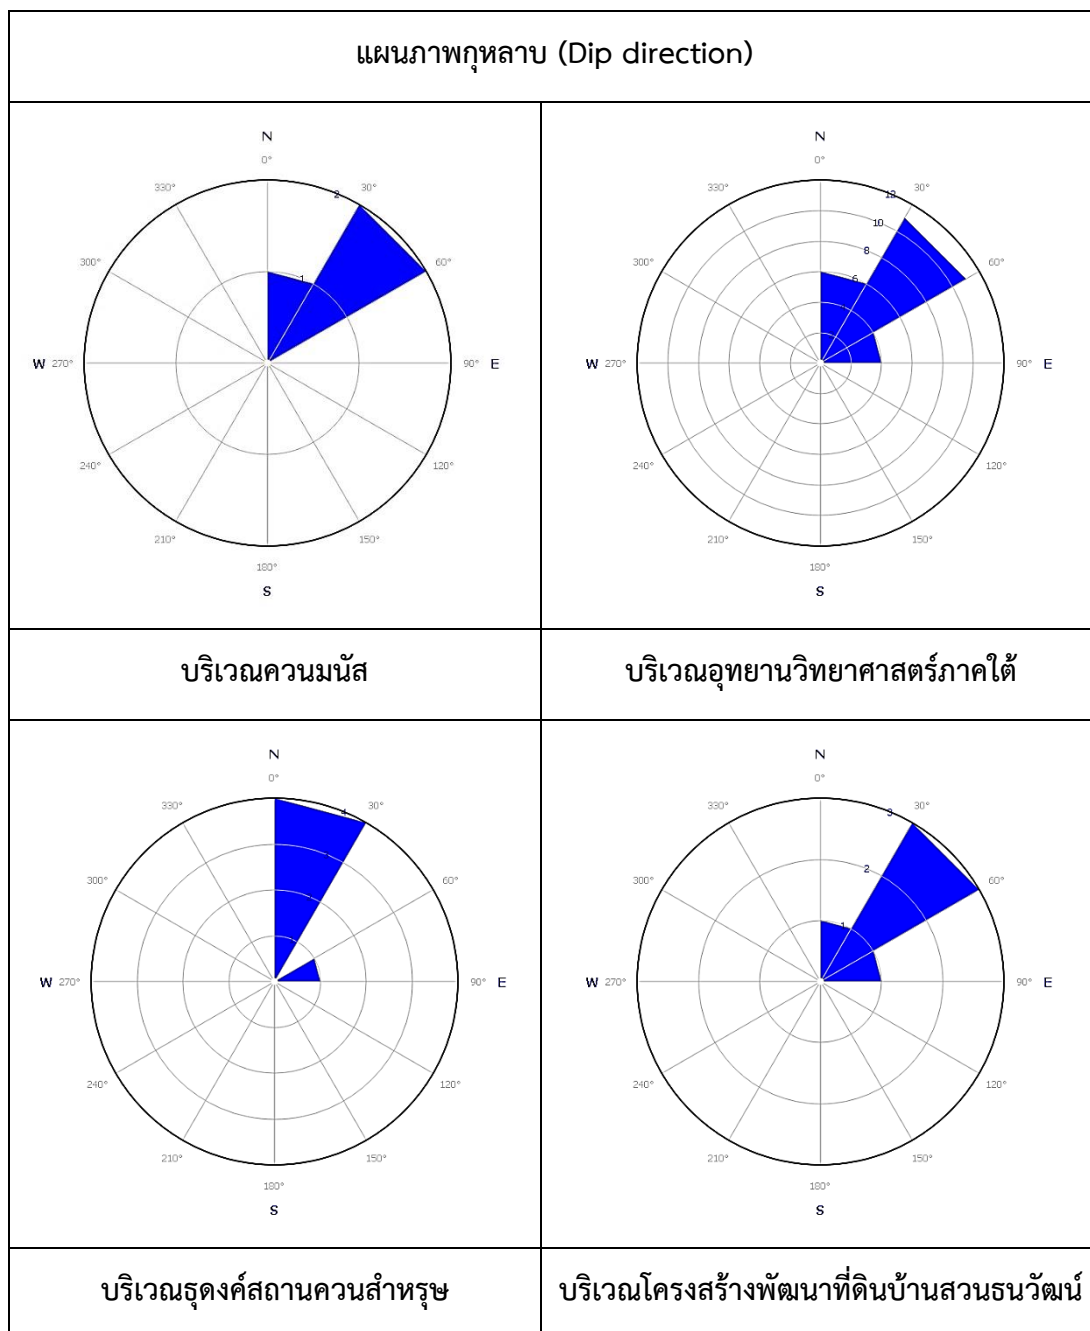 แผนภาพกุหลาบ (Dip direction)
N
0°
330°
2
30°
300°
1
60°
W 270°
90° E
240°
120°
210°
150°
180°
S
N
0°
330°
12
30°
10
8
300°
6
60°
W 270°
90° E
240°
120°
210°
150°
180°
S
บริเวณควนมนัส
บริเวณอุทยานวิทยาศาสตร์ภาคใต้
N
0°
330°
4
30°
300°
60°
W 270°
90° E
240°
120°
210°
150°
180°
S
N
0°
330°
3
30°
2
300°
60°
1
W 270°
90° E
240°
120°
210°
150°
180°
S
บริเวณธุดงค์สถานควนสำหรุษ
บริเวณโครงสร้างพัฒนาที่ดินบ้านสวนธนวัฒน์